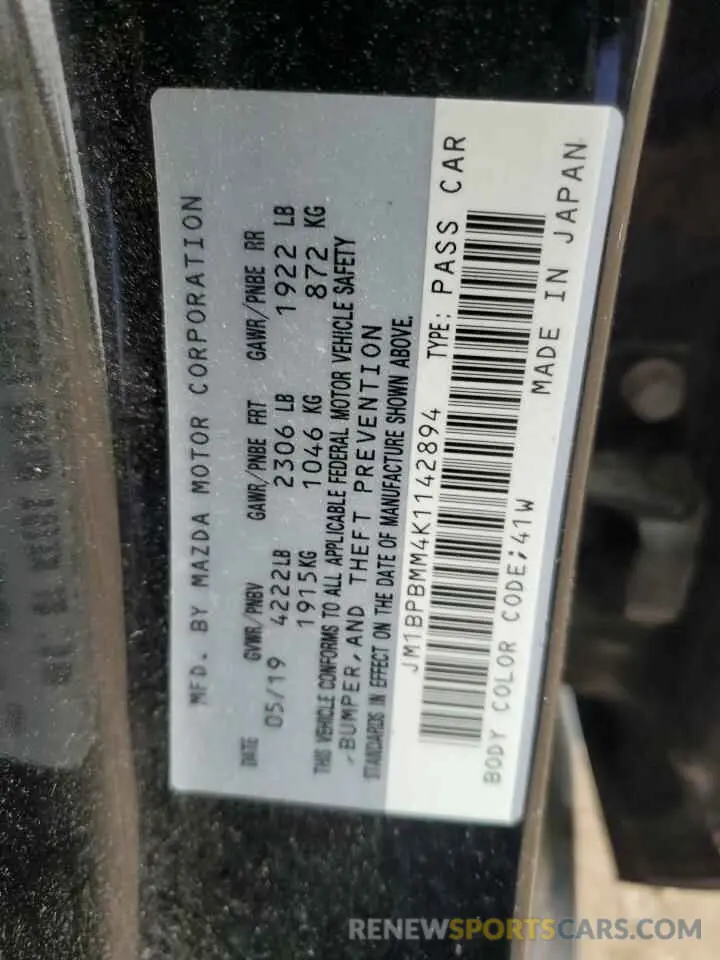 MFD. BY MAZDA MOTOR CORPORATION
DATE GVWR/PNBV GAWR/PNBE FRT GAWR/PNBE RR
05/19 4222LB 2306 LB 1922 LB
1915KG 1046 KG 872 KG
THIS VEHICLE CONFORMS TO ALL APPLICABLE FEDERAL MOTOR VEHICLE SAFETY
,BUMPER, AND THEFT PREVENTION
STANDARDS IN EFFECT ON THE DATE OF MANUFACTURE SHOWN ABOVE.
JM1BPBMM4K1142894 TYPE: PASS CAR
BODY COLOR CODE:41W MADE IN JAPAN
RENEWSPORTSCARS.COM